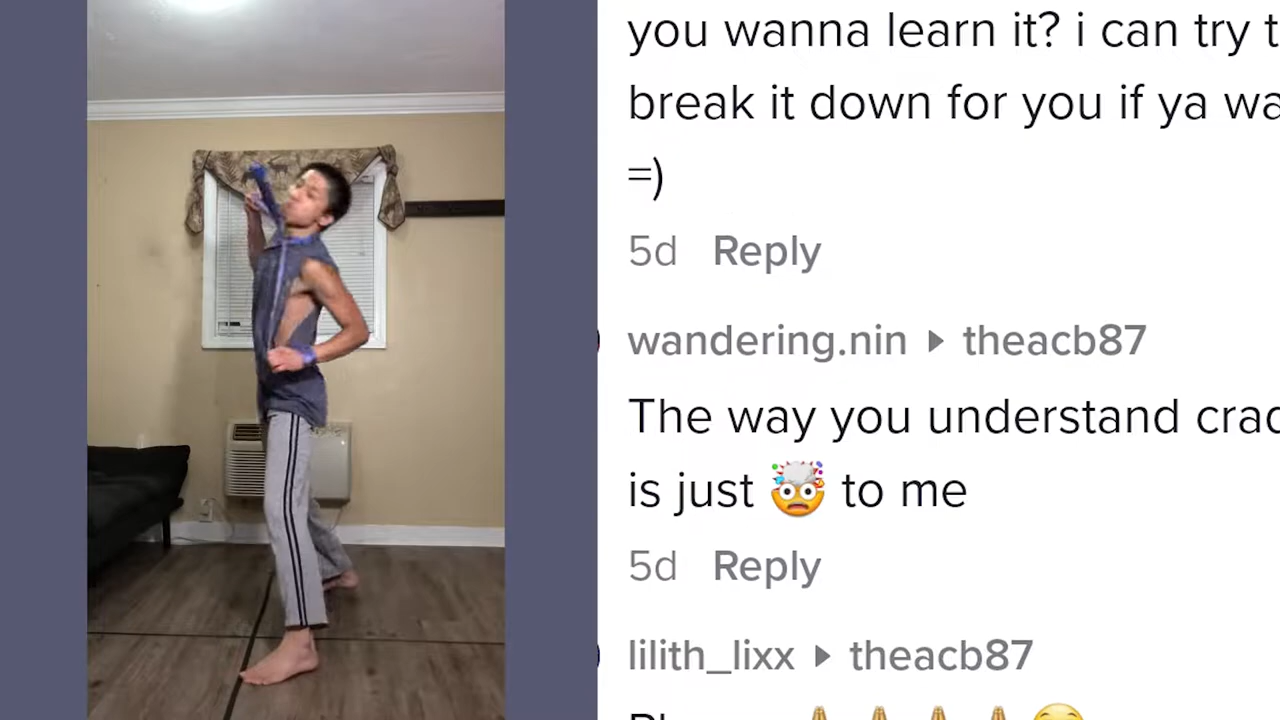 you wanna learn it? i can try t
break it down for you if ya wa
=)
5d Reply
wandering.nin ▶ theacb87
The way you understand crac
is just 🤯 to me
5d Reply
lilith_lixx ▶ theacb87